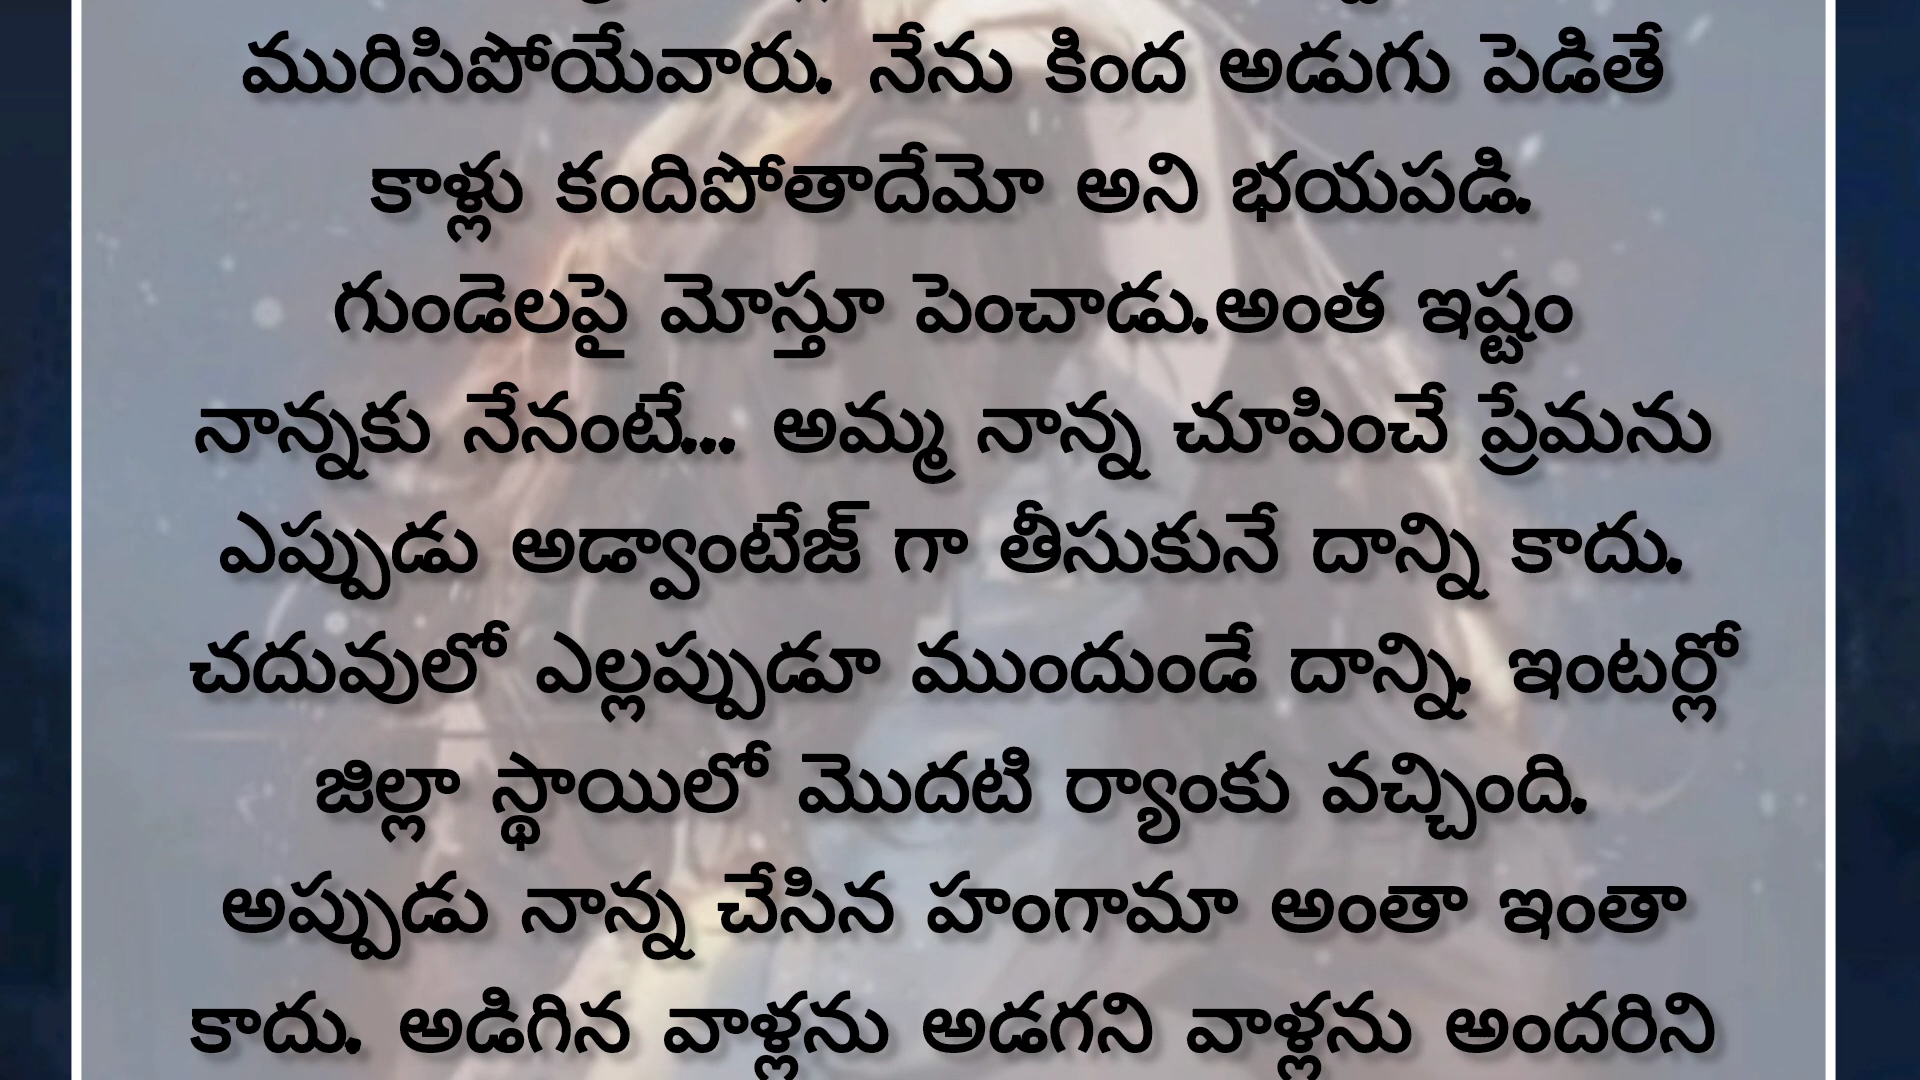 మురిసిపోయేవారు. నేను కింద అడుగు పెడితే
కాళ్లు కందిపోతాదేమో అని భయపడి.
గుండెలపై మోస్తూ పెంచాడు.అంత ఇష్టం
నాన్నకు నేనంటే... అమ్మ నాన్న చూపించే ప్రేమను
ఎప్పుడు అడ్వాంటేజ్ గా తీసుకునే దాన్ని కాదు.
చదువులో ఎల్లప్పుడూ ముందుండే దాన్ని. ఇంటర్లో
జిల్లా స్థాయిలో మొదటి ర్యాంకు వచ్చింది.
అప్పుడు నాన్న చేసిన హంగామా అంతా ఇంతా
కాదు. అడిగిన వాళ్లను అడగని వాళ్లను అందరిని